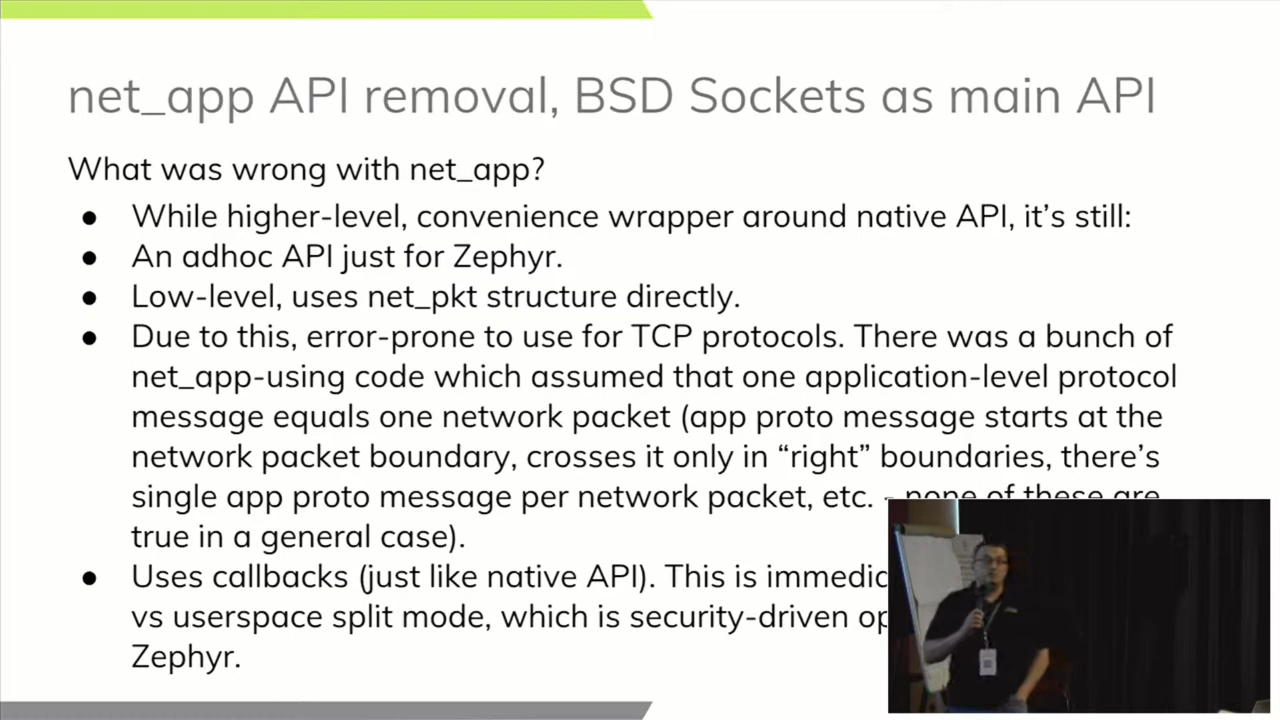 net_app API removal, BSD Sockets as main API
What was wrong with net_app?
● While higher-level, convenience wrapper around native API, it’s still:
● An adhoc API just for Zephyr.
● Low-level, uses net_pkt structure directly.
● Due to this, error-prone to use for TCP protocols. There was a bunch of
net_app-using code which assumed that one application-level protocol
message equals one network packet (app proto message starts at the
network packet boundary, crosses it only in “right” boundaries, there’s
single app proto message per network packet, etc. - none of these are
true in a general case).
● Uses callbacks (just like native API). This is
vs userspace split mode, which is security-driven
Zephyr.